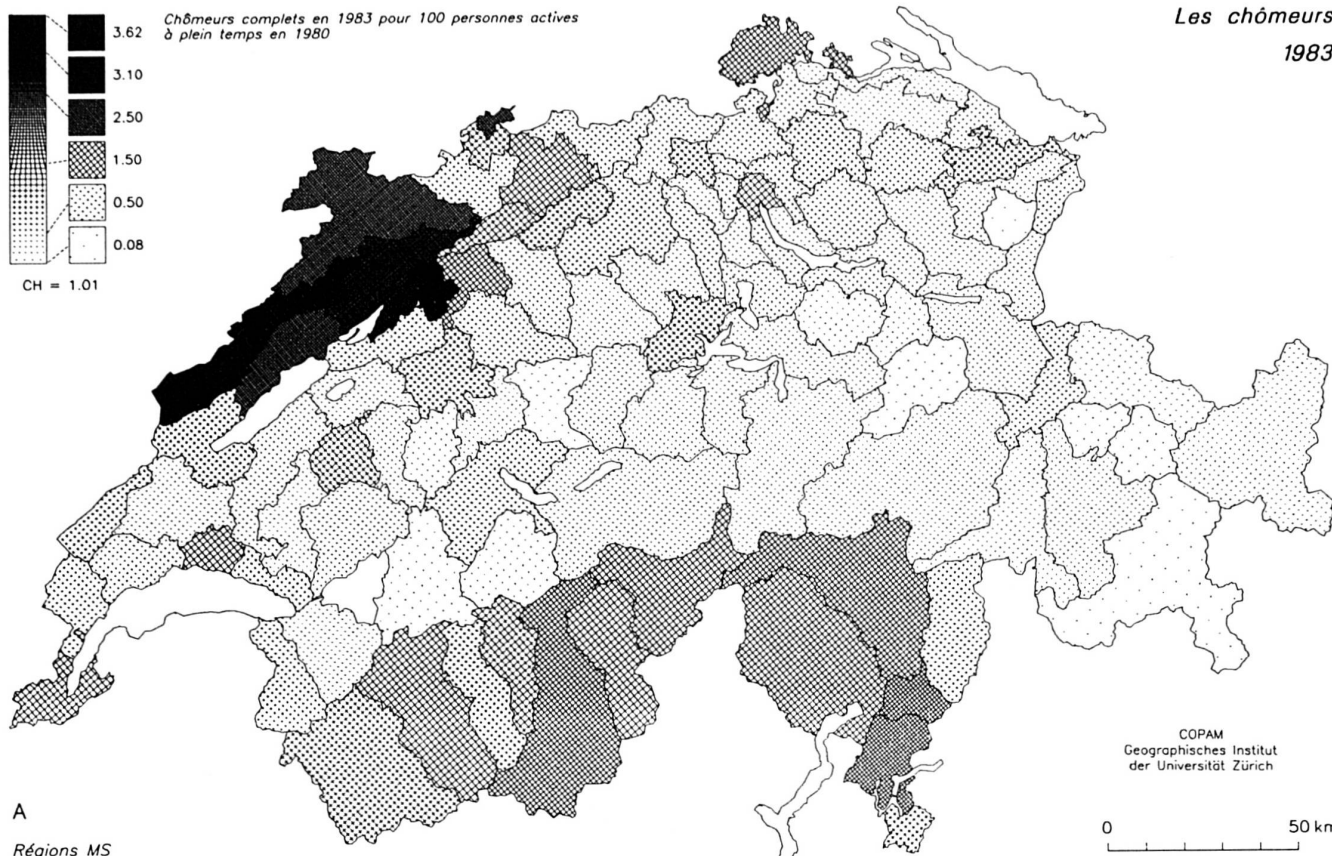 Chômeurs complets en 1983 pour 100 personnes actives
à plein temps en 1980
Les chômeurs
1983
3.62
3.10
2.50
1.50
0.50
0.08
CH = 1.01
COPAM
Geographisches Institut
der Universität Zürich
A
Régions MS
0 50 km